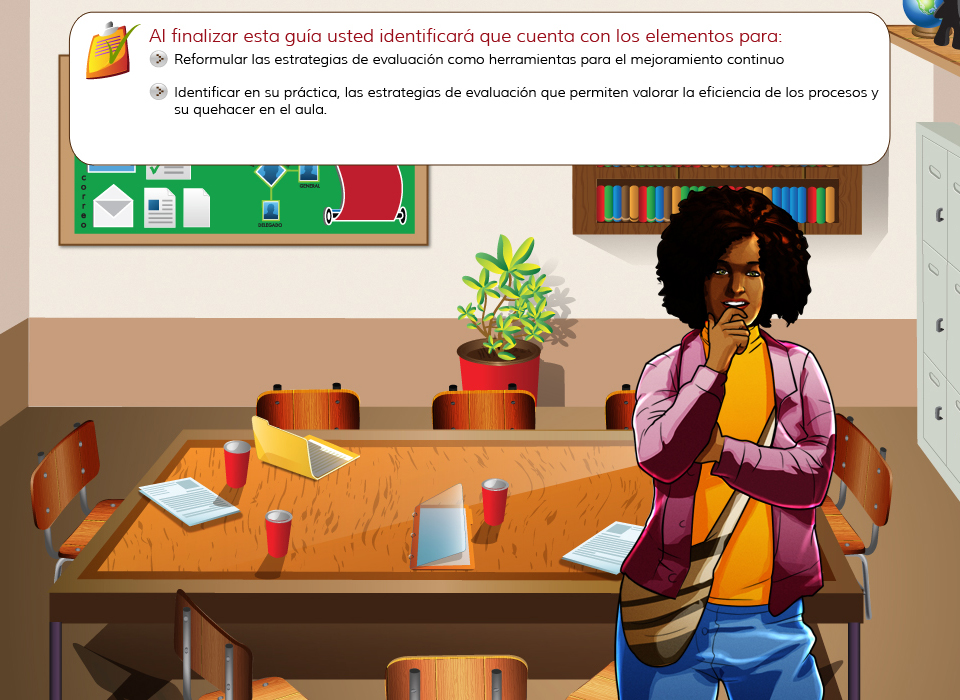 Al finalizar esta guía usted identificará que cuenta con los elementos para:
Reformular las estrategias de evaluación como herramientas para el mejoramiento continuo
Identificar en su práctica, las estrategias de evaluación que permiten valorar la eficiencia de los procesos y
su quehacer en el aula.
correo
GENERAL
DELEGADO